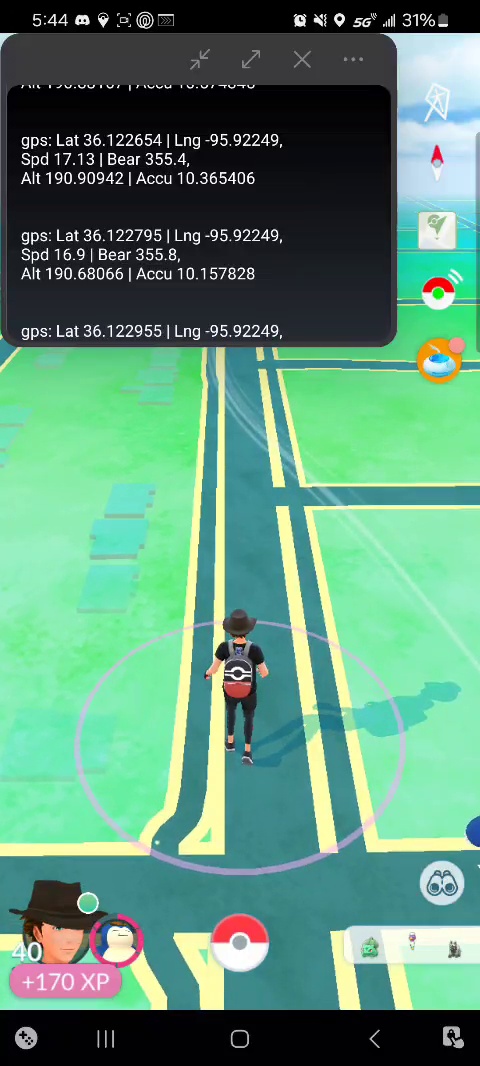 5:44
5G
31%
gps: Lat 36.122654 | Lng -95.92249,
Spd 17.13 | Bear 355.4,
Alt 190.90942 | Accu 10.365406
gps: Lat 36.122795 | Lng -95.92249,
Spd 16.9 | Bear 355.8,
Alt 190.68066 | Accu 10.157828
gps: Lat 36.122955 | Lng -95.92249,
40
+170 XP